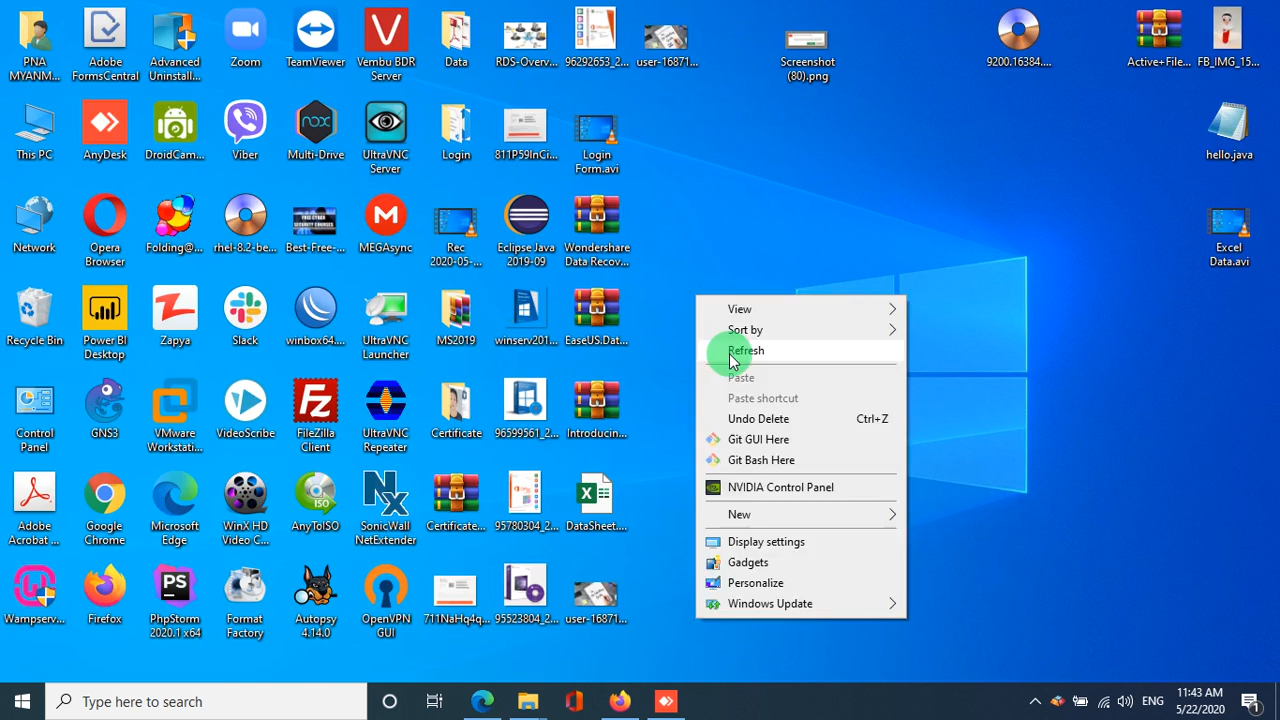 PNA
MYANM...
Adobe
FormsCentral
Advanced
Uninstall...
Zoom
TeamViewer
Vembu BDR
Server
Data
RDS-Overv...
96292653_2...
user-16871...
Screenshot
(80).png
9200.16384....
Active+File...
FB_IMG_15...
This PC
AnyDesk
DroidCam...
Viber
Multi-Drive
UltraVNC
Server
Login
811P59InCi...
Login
Form.avi
hello.java
Network
Opera
Browser
Folding@...
rhel-8.2-be...
Best-Free-...
MEGAsync
Rec
2020-05-...
Eclipse Java
2019-09
Wondershare
Data Recov...
Excel
Data.avi
Recycle Bin
Power BI
Desktop
Zapya
Slack
winbox64....
UltraVNC
Launcher
MS2019
winserv201...
EaseUS.Dat...
Control
Panel
GNS3
VMware
Workstati...
VideoScribe
FileZilla
Client
UltraVNC
Repeater
Certificate
96599561_2...
Introducin...
Adobe
Acrobat ...
Google
Chrome
Microsoft
Edge
WinX HD
Video C...
AnyToISO
SonicWall
NetExtender
Certificate...
95780304_2...
DataSheet....
Wampserv...
Firefox
PhpStorm
2020.1 x64
Format
Factory
Autopsy
4.14.0
OpenVPN
GUI
711NaHq4q...
95523804_2...
user-16871...
View
Sort by
Refresh
Paste
Paste shortcut
Undo Delete Ctrl+Z
Git GUI Here
Git Bash Here
NVIDIA Control Panel
New
Display settings
Gadgets
Personalize
Windows Update
Type here to search
ENG
11:43 AM
5/22/2020
1